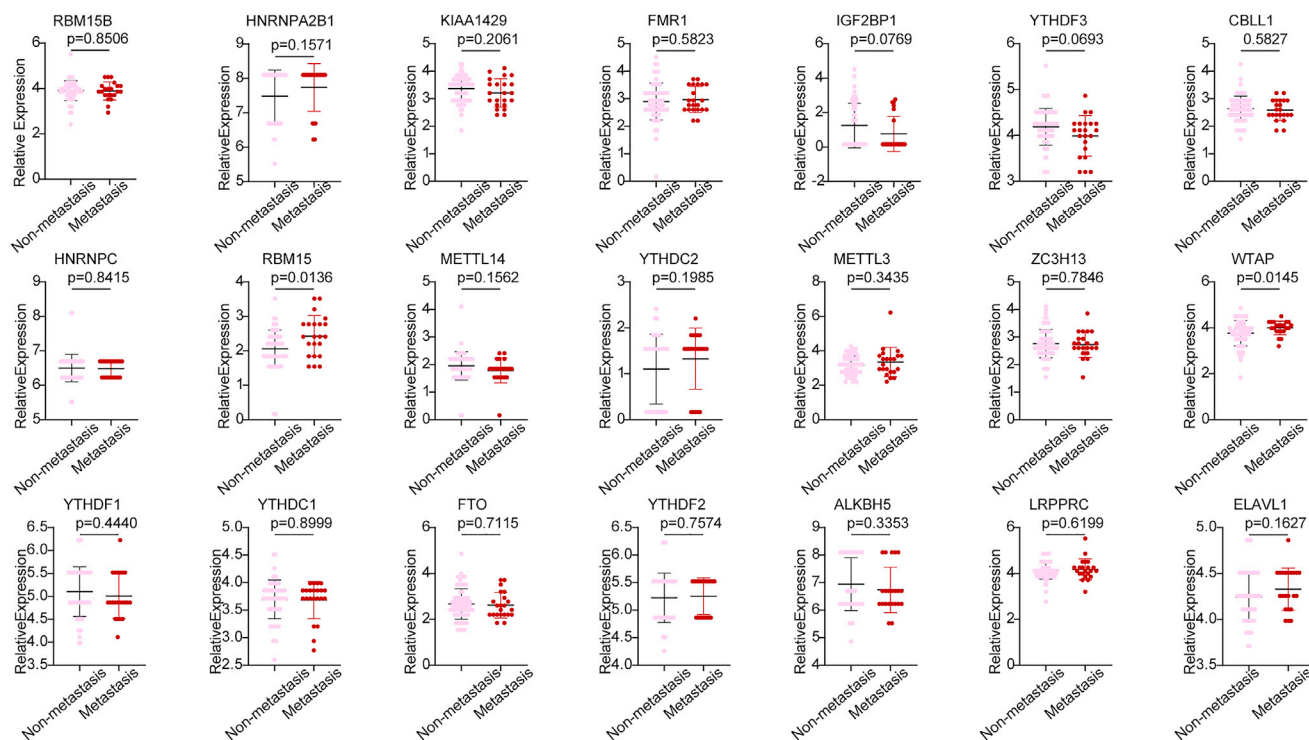 RBM15B
p=0.8506
Relative Expression
6
4
2
0
Non-metastasis
Metastasis
HNRNPA2B1
p=0.1571
RelativeExpression
9
8
7
6
5
Non-metastasis
Metastasis
KIAA1429
p=0.2061
RelativeExpression
5
4
3
2
1
0
Non-metastasis
Metastasis
FMR1
p=0.5823
RelativeExpression
5
4
3
2
1
0
Non-metastasis
Metastasis
IGF2BP1
p=0.0769
RelativeExpression
6
4
2
0
-2
Non-metastasis
Metastasis
YTHDF3
p=0.0693
RelativeExpression
6
5
4
3
Non-metastasis
Metastasis
CBLL1
0.5827
RelativeExpression
5
4
3
2
1
0
Non-metastasis
Metastasis
HNRNPC
p=0.8415
Relative Expression
9
8
7
6
5
Non-metastasis
Metastasis
RBM15
p=0.0136
RelativeExpression
4
3
2
1
0
Non-metastasis
Metastasis
METTL14
p=0.1562
RelativeExpression
5
4
3
2
1
0
Non-metastasis
Metastasis
YTHDC2
p=0.1985
RelativeExpression
3
2
1
0
Non-metastasis
Metastasis
METTL3
p=0.3435
RelativeExpression
8
6
4
2
0
Non-metastasis
Metastasis
ZC3H13
p=0.7846
RelativeExpression
5
4
3
2
1
0
Non-metastasis
Metastasis
WTAP
p=0.0145
RelativeExpression
6
4
2
0
Non-metastasis
Metastasis
YTHDF1
p=0.4440
RelativeExpression
6.5
6.0
5.5
5.0
4.5
4.0
3.5
Non-metastasis
Metastasis
YTHDC1
p=0.8999
RelativeExpression
5.0
4.5
4.0
3.5
3.0
2.5
Non-metastasis
Metastasis
FTO
p=0.7115
RelativeExpression
6
4
2
0
Non-metastasis
Metastasis
YTHDF2
p=0.7574
RelativeExpression
6.5
6.0
5.5
5.0
4.5
4.0
Non-metastasis
Metastasis
ALKBH5
p=0.3353
RelativeExpression
9
8
7
6
5
4
Non-metastasis
Metastasis
LRPPRC
p=0.6199
RelativeExpression
6
4
2
0
Non-metastasis
Metastasis
ELAVL1
p=0.1627
RelativeExpression
5.0
4.5
4.0
3.5
Non-metastasis
Metastasis